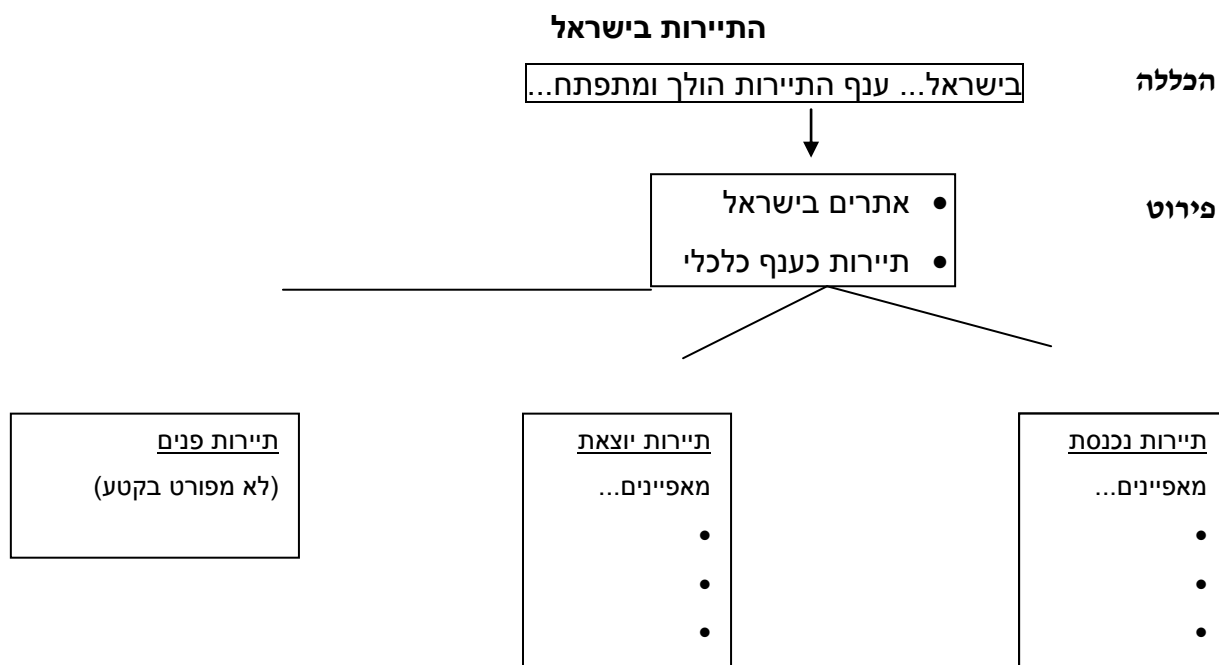 התיירות בישראל
הכללה
בישראל... ענף התיירות הולך ומתפתח...
פירוט
• אתרים בישראל
• תיירות כענף כלכלי
תיירות נכנסת
מאפיינים...
•
•
•
תיירות יוצאת
מאפיינים...
•
•
•
תיירות פנים
(לא מפורט בקטע)